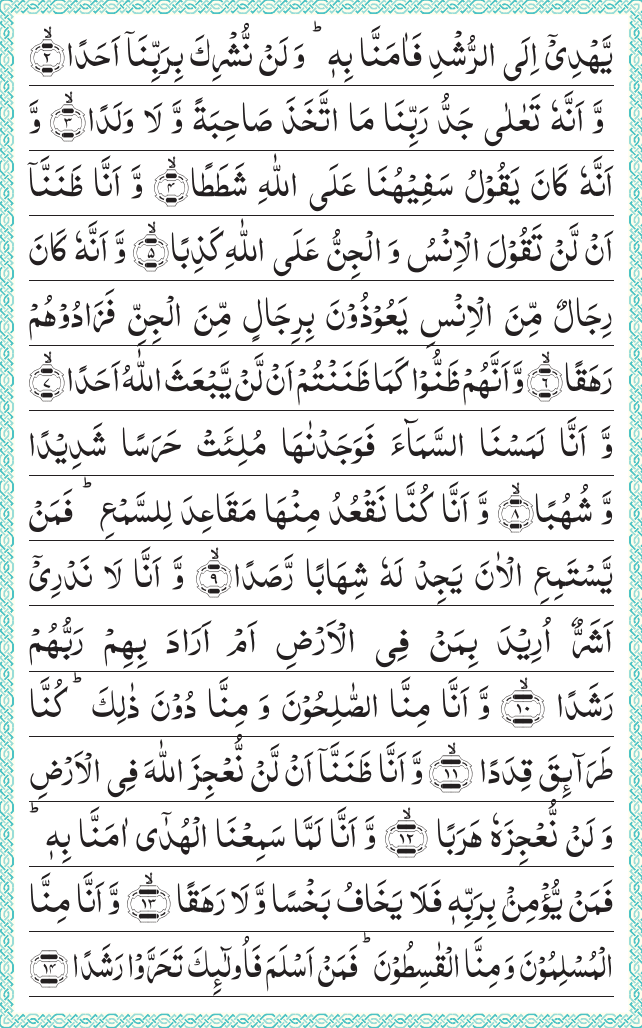 يَّهْدِيْٓ اِلَى الرُّشْدِ فَاٰمَنَّا بِهٖ ؕ وَ لَنْ نُّشْرِكَ بِرَبِّنَاۤ اَحَدًا ۙ‏﴿۲﴾
وَّ اَنَّهٗ تَعٰلٰى جَدُّ رَبِّنَا مَا اتَّخَذَ صَاحِبَةً وَّ لَا وَلَدًا ۙ‏﴿۳﴾ وَّ
اَنَّهٗ كَانَ يَقُوْلُ سَفِيْهُنَا عَلَى اللّٰهِ شَطَطًا ۙ‏﴿۴﴾ وَّ اَنَّا ظَنَنَّاۤ
اَنْ لَّنْ تَقُوْلَ الْاِنْسُ وَ الْجِنُّ عَلَى اللّٰهِ كَذِبًا ۙ‏﴿۵﴾ وَّ اَنَّهٗ كَانَ
رِجَالٌ مِّنَ الْاِنْسِ يَعُوْذُوْنَ بِرِجَالٍ مِّنَ الْجِنِّ فَزَادُوْهُمْ
رَهَقًا ۙ‏﴿۶﴾ وَّ اَنَّهُمْ ظَنُّوْا كَمَا ظَنَنْتُمْ اَنْ لَّنْ يَّبْعَثَ اللّٰهُ اَحَدًا ۙ‏﴿۷﴾
وَّ اَنَّا لَمَسْنَا السَّمَآءَ فَوَجَدْنٰهَا مُلِئَتْ حَرَسًا شَدِيْدًا
وَّ شُهُبًا ۙ‏﴿۸﴾ وَّ اَنَّا كُنَّا نَقْعُدُ مِنْهَا مَقَاعِدَ لِلسَّمْعِ ؕ فَمَنْ
يَّسْتَمِعِ الْاٰنَ يَجِدْ لَهٗ شِهَابًا رَّصَدًا ۙ‏﴿۹﴾ وَّ اَنَّا لَا نَدْرِيْۤ
اَشَرٌّ اُرِيْدَ بِمَنْ فِى الْاَرْضِ اَمْ اَرَادَ بِهِمْ رَبُّهُمْ
رَشَدًا ۙ‏﴿۱۰﴾ وَّ اَنَّا مِنَّا الصّٰلِحُوْنَ وَ مِنَّا دُوْنَ ذٰلِكَ ؕ كُنَّا
طَرَآئِقَ قِدَدًا ۙ‏﴿۱۱﴾ وَّ اَنَّا ظَنَنَّاۤ اَنْ لَّنْ نُّعْجِزَ اللّٰهَ فِى الْاَرْضِ
وَ لَنْ نُّعْجِزَهٗ هَرَبًا ۙ‏﴿۱۲﴾ وَّ اَنَّا لَمَّا سَمِعْنَا الْهُدٰۤى اٰمَنَّا بِهٖ ؕ
فَمَنْ يُّؤْمِنْۢ بِرَبِّهٖ فَلَا يَخَافُ بَخْسًا وَّ لَا رَهَقًا ۙ‏﴿۱۳﴾ وَّ اَنَّا مِنَّا
الْمُسْلِمُوْنَ وَ مِنَّا الْقٰسِطُوْنَ ؕ فَمَنْ اَسْلَمَ فَاُولٰٓئِكَ تَحَرَّوْا رَشَدًا ﴿۱۴﴾